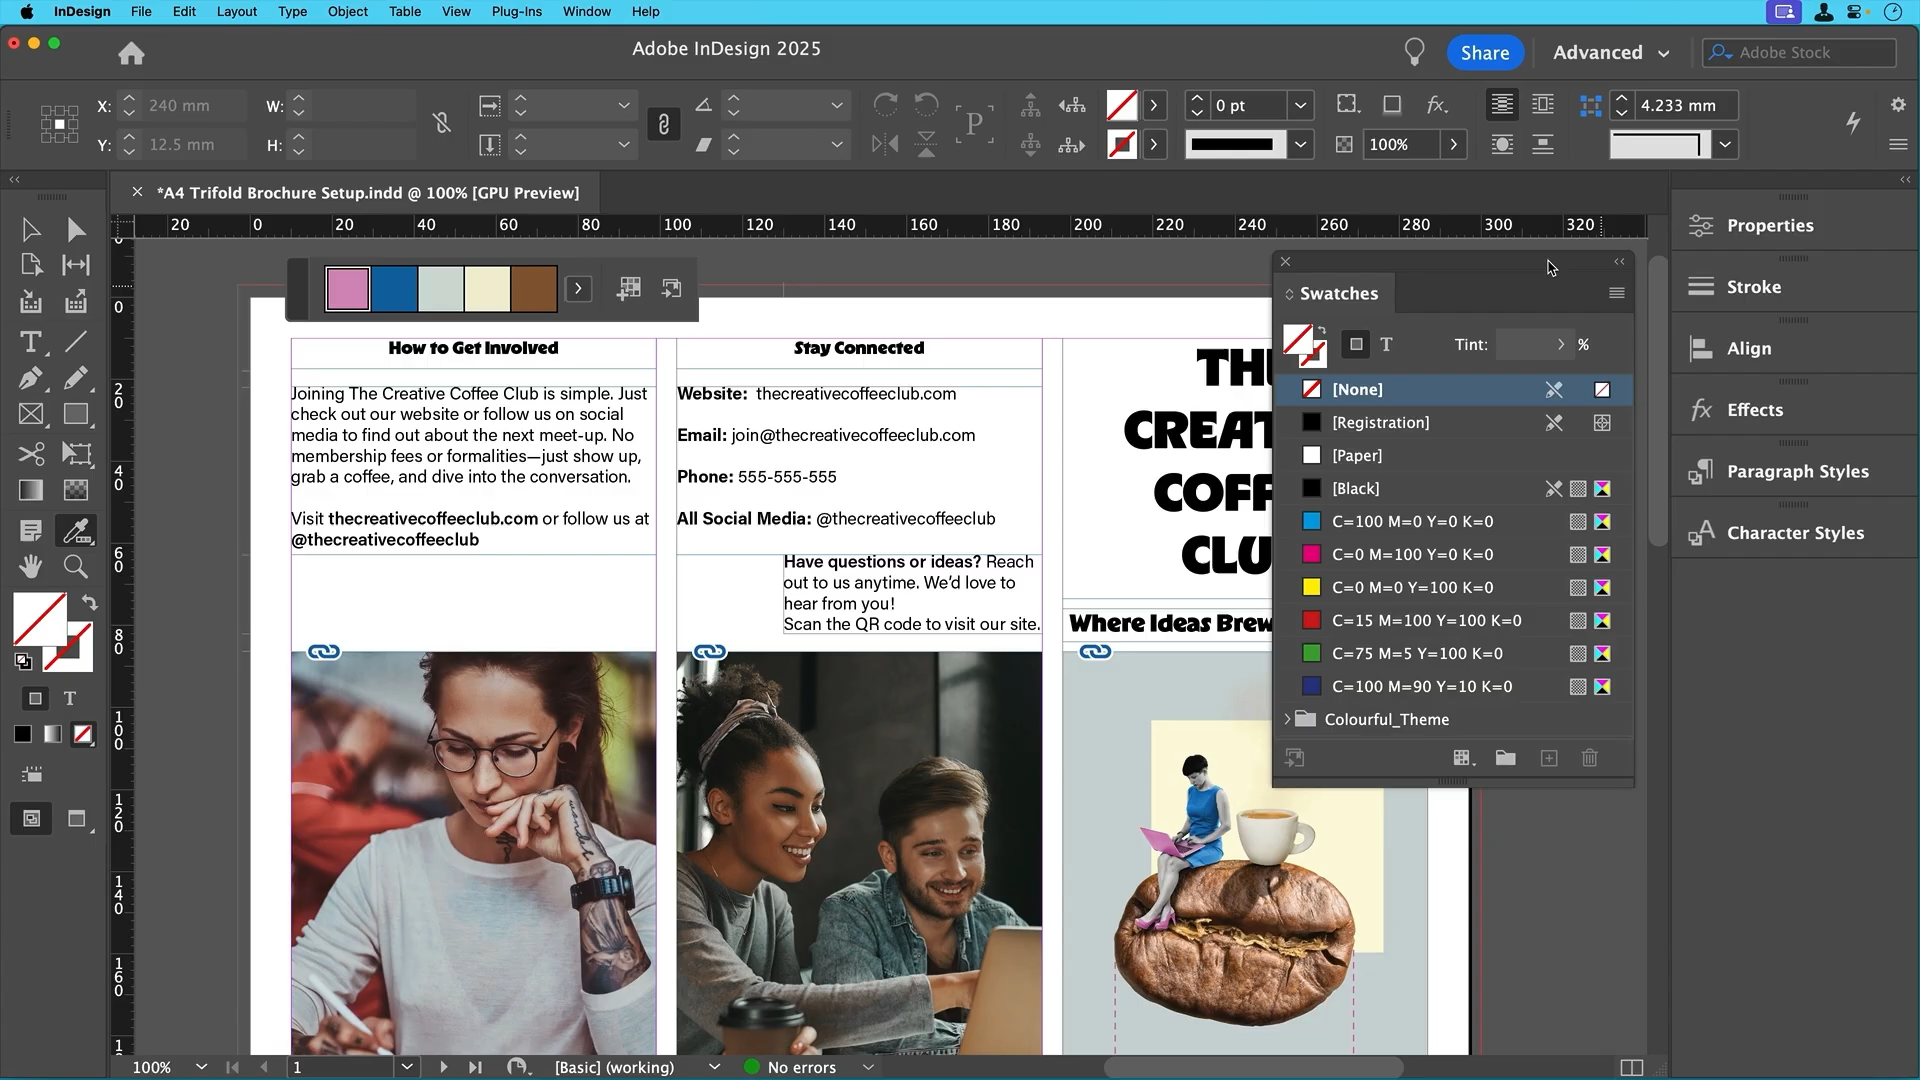 InDesign File Edit Layout Type Object Table View Plug-Ins Window Help
Adobe InDesign 2025
Share Advanced Adobe Stock
X: 240 mm W: 0 pt 4.233 mm
Y: 12.5 mm H: P 100%
*A4 Trifold Brochure Setup.indd @ 100% [GPU Preview]
20 0 20 40 60 80 100 120 140 160 180 200 220 240 260 280 300 320
Properties
Stroke
Align
Effects
Paragraph Styles
Character Styles
Swatches
T Tint: %
[None]
[Registration]
[Paper]
[Black]
C=100 M=0 Y=0 K=0
C=0 M=100 Y=0 K=0
C=0 M=0 Y=100 K=0
C=15 M=100 Y=100 K=0
C=75 M=5 Y=100 K=0
C=100 M=90 Y=10 K=0
Colourful_Theme
0
20
40
60
80
100
120
140
160
How to Get Involved
Joining The Creative Coffee Club is simple. Just
check out our website or follow us on social
media to find out about the next meet-up. No
membership fees or formalities—just show up,
grab a coffee, and dive into the conversation.
Visit thecreativecoffeeclub.com or follow us at
@thecreativecoffeeclub
Stay Connected
Website: thecreativecoffeeclub.com
Email: join@thecreativecoffeeclub.com
Phone: 555-555-555
All Social Media: @thecreativecoffeeclub
Have questions or ideas? Reach
out to us anytime. We’d love to
hear from you!
Scan the QR code to visit our site.
TH
CREAT
COFF
CLU
Where Ideas Brew
100% 1 [Basic] (working) No errors